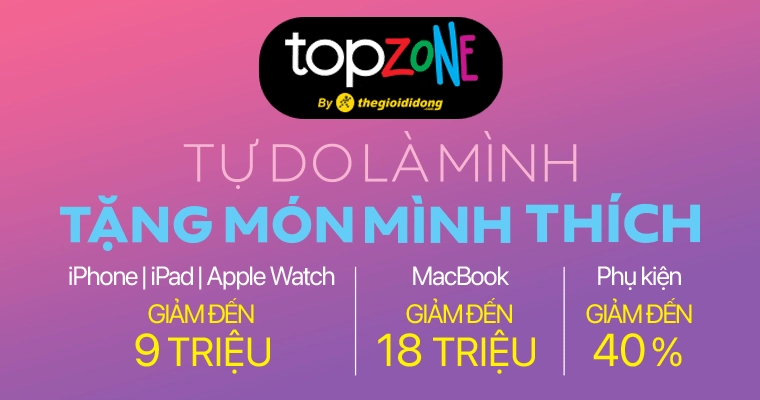 topzone
By thegioididong
.com
TỰ DO LÀ MÌNH
TẶNG MÓN MÌNH THÍCH
iPhone | iPad | Apple Watch
GIẢM ĐẾN
9 TRIỆU
MacBook
GIẢM ĐẾN
18 TRIỆU
Phụ kiện
GIẢM ĐẾN
40 %